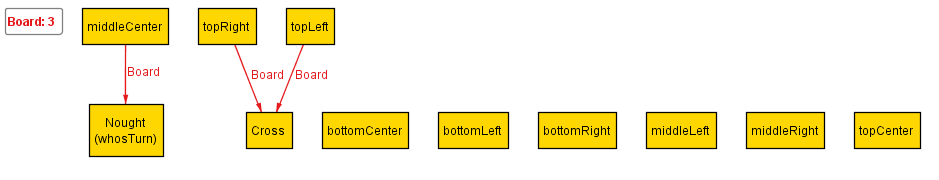 Board: 3
middleCenter
topRight
topLeft
Board
Board
Board
Nought
(whosTurn)
Cross
bottomCenter
bottomLeft
bottomRight
middleLeft
middleRight
topCenter